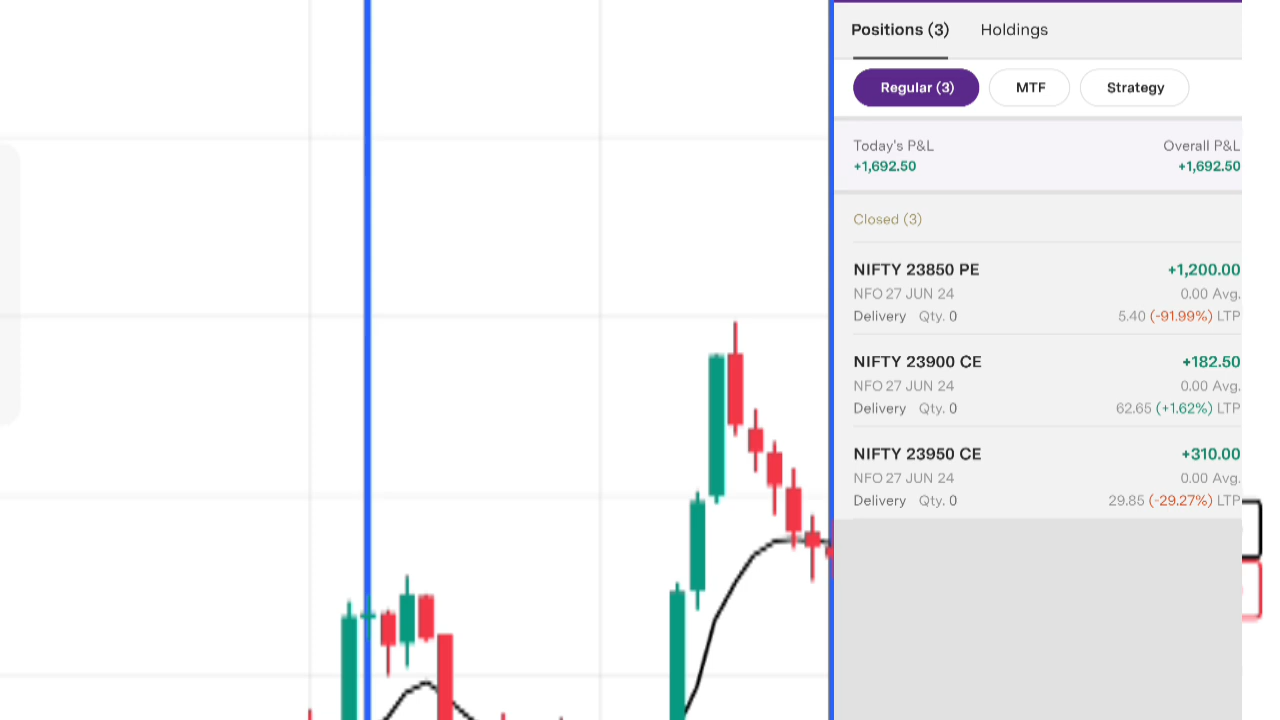 Positions (3) Holdings
Regular (3) MTF Strategy
Today's P&L Overall P&L
+1,692.50 +1,692.50
Closed (3)
NIFTY 23850 PE +1,200.00
NFO 27 JUN 24 0.00 Avg.
Delivery Qty. 0 5.40 (-91.99%) LTP
NIFTY 23900 CE +182.50
NFO 27 JUN 24 0.00 Avg.
Delivery Qty. 0 62.65 (+1.62%) LTP
NIFTY 23950 CE +310.00
NFO 27 JUN 24 0.00 Avg.
Delivery Qty. 0 29.85 (-29.27%) LTP